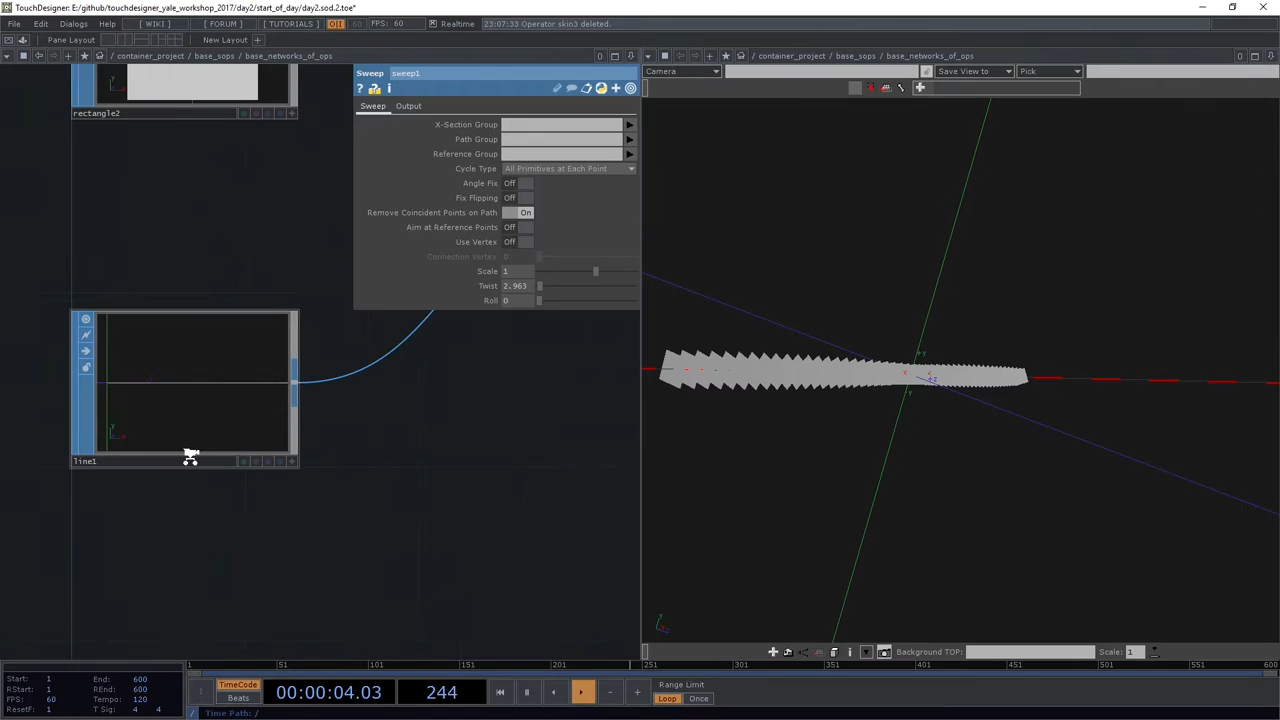 TouchDesigner: E:/github/touchdesigner_yale_workshop_2017/day2/start_of_day/day2.sod.2.toe*
File Edit Dialogs Help [ WIKI ] [ FORUM ] [ TUTORIALS ] O|I FPS: 60 Realtime 23:07:33 Operator skin3 deleted.
Pane Layout New Layout +
/ container_project / base_sops / base_networks_of_ops
/ container_project / base_sops / base_networks_of_ops
Camera Save View to Pick
Sweep sweep1
Sweep Output
X-Section Group
Path Group
Reference Group
Cycle Type All Primitives at Each Point
Angle Fix Off
Fix Flipping Off
Remove Coincident Points on Path On
Aim at Reference Points Off
Use Vertex Off
Connection Vertex 0
Scale 1
Twist 2.963
Roll 0
rectangle2
line1
Background TOP: Scale: 1
1 51 101 151 201 251 301 351 401 451 501 551 600
Start: 1 End: 600
RStart: 1 REnd: 600
FPS: 60 Tempo: 120
ResetF: 1 T Sig: 4 4
TimeCode
Beats
00:00:04.03 244
Range Limit
Loop Once
/ Time Path: /